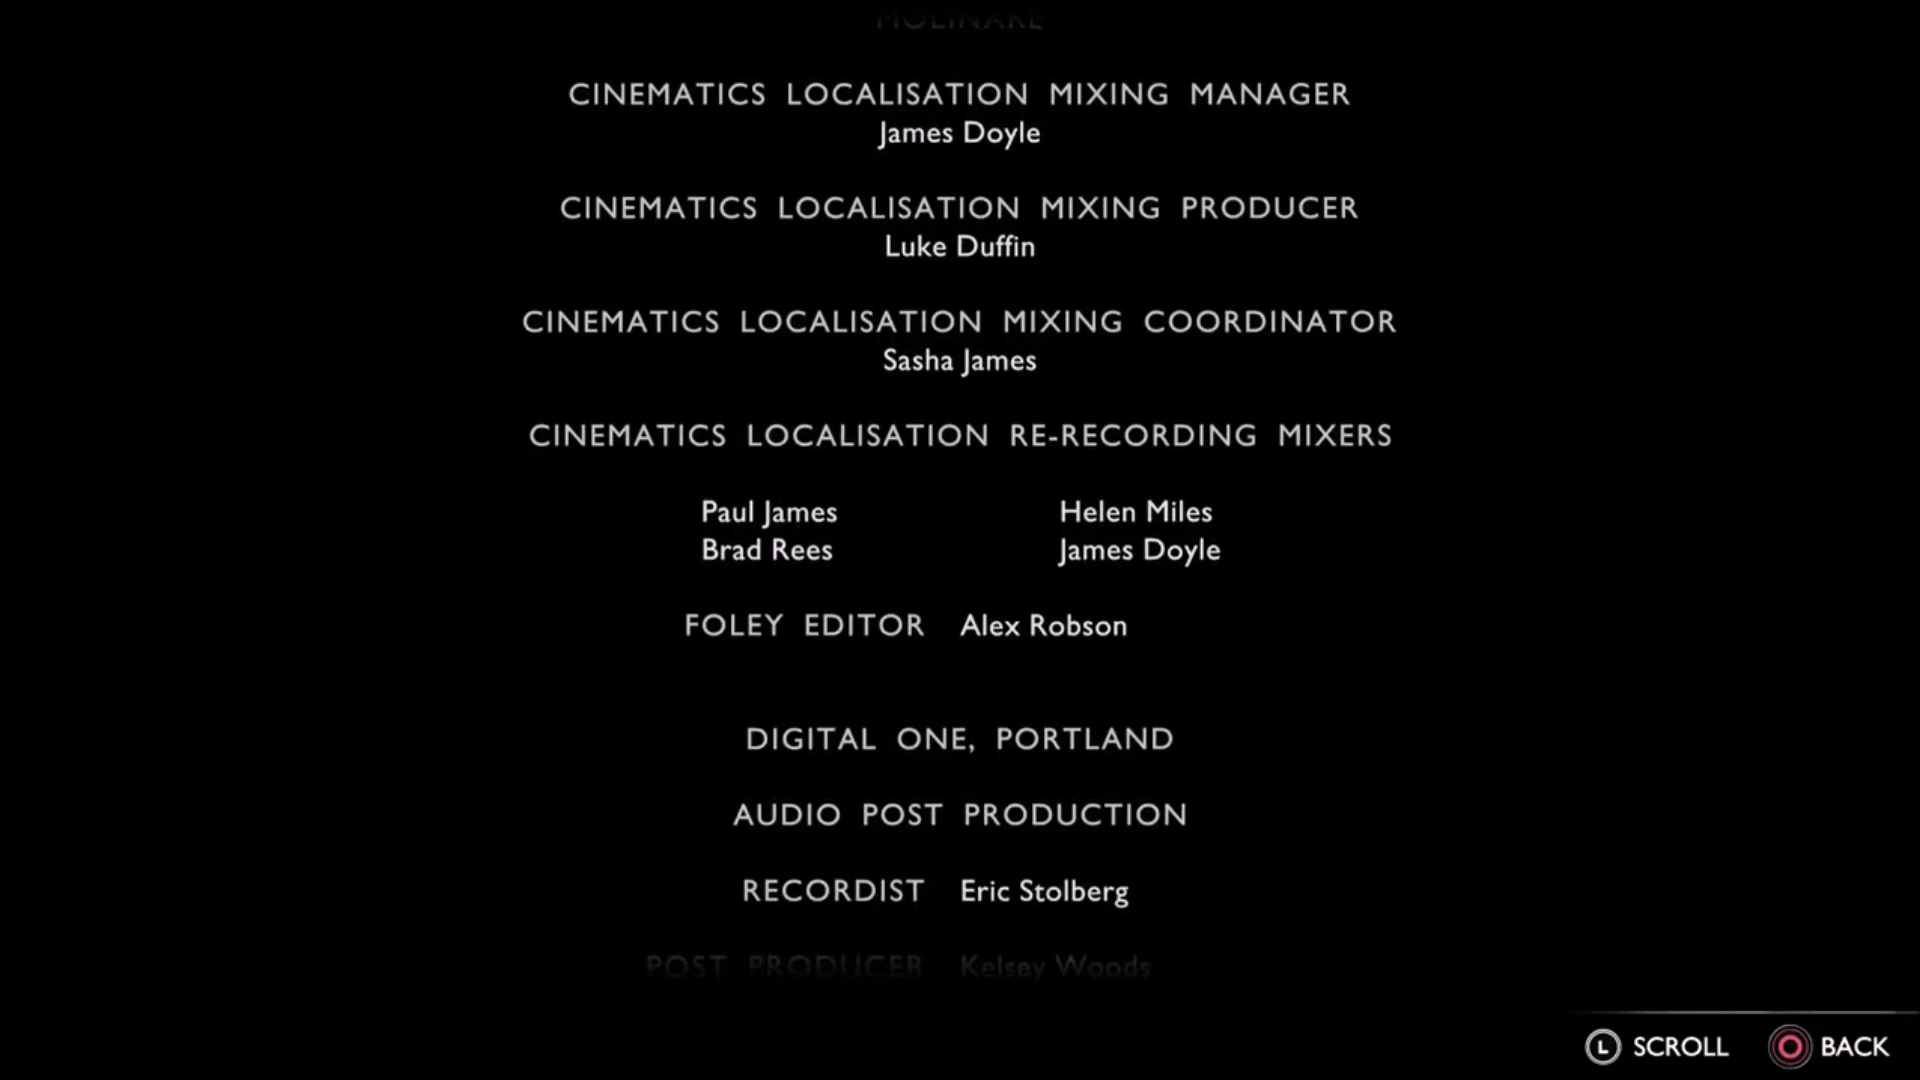 MOLINARE
CINEMATICS LOCALISATION MIXING MANAGER
James Doyle
CINEMATICS LOCALISATION MIXING PRODUCER
Luke Duffin
CINEMATICS LOCALISATION MIXING COORDINATOR
Sasha James
CINEMATICS LOCALISATION RE-RECORDING MIXERS
Paul James Helen Miles
Brad Rees James Doyle
FOLEY EDITOR Alex Robson
DIGITAL ONE, PORTLAND
AUDIO POST PRODUCTION
RECORDIST Eric Stolberg
POST PRODUCER Kelsey Woods
L SCROLL BACK